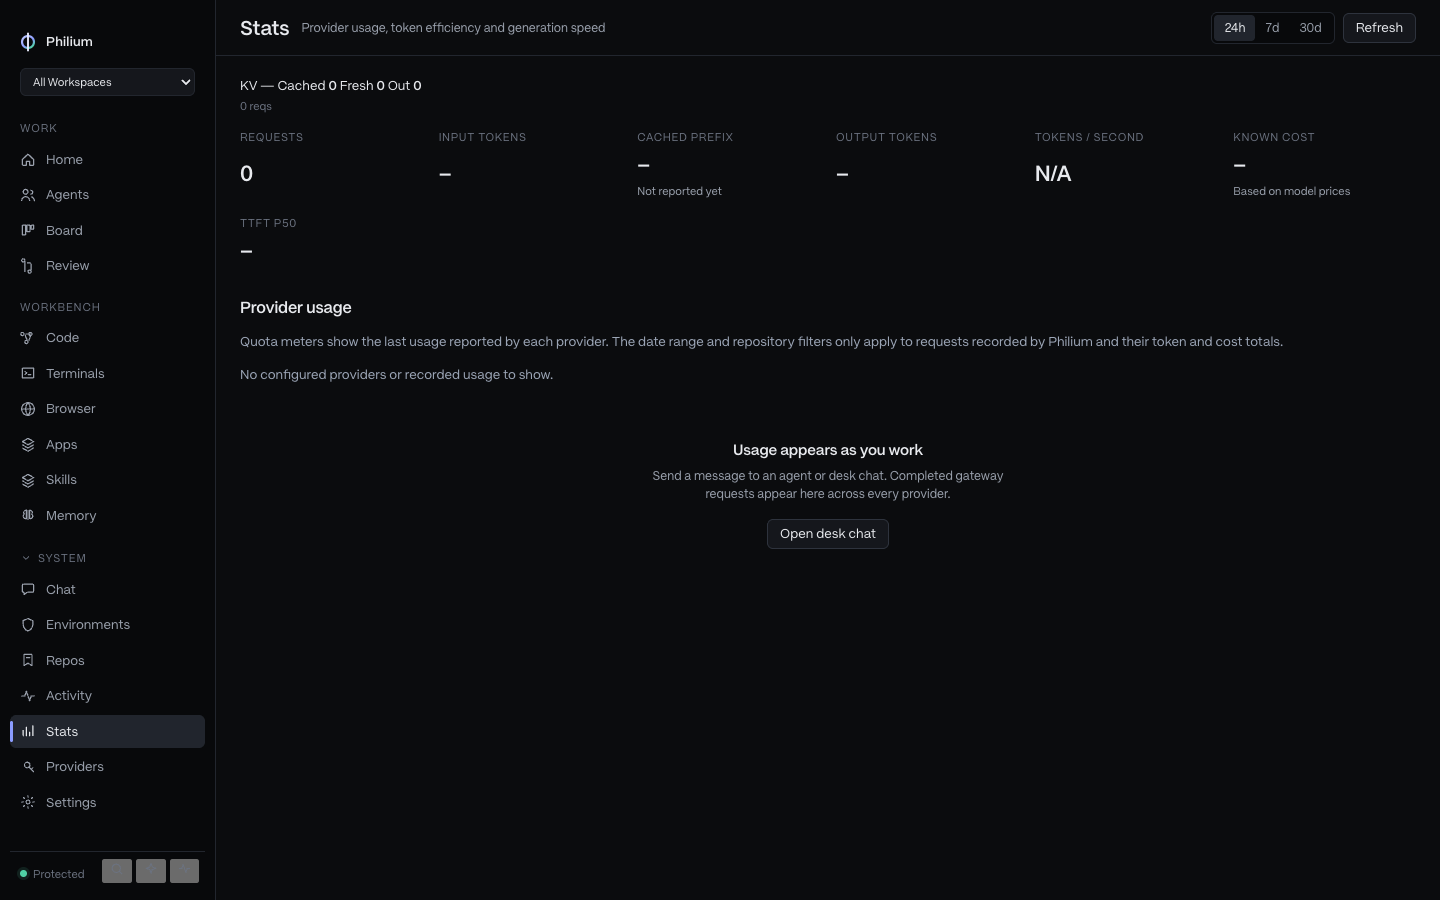 Philium
All Workspaces
WORK
Home
Agents
Board
Review
WORKBENCH
Code
Terminals
Browser
Apps
Skills
Memory
SYSTEM
Chat
Environments
Repos
Activity
Stats
Providers
Settings
Protected
Stats
Provider usage, token efficiency and generation speed
24h
7d
30d
Refresh
KV — Cached 0 Fresh 0 Out 0
0 reqs
REQUESTS
0
INPUT TOKENS
–
CACHED PREFIX
–
Not reported yet
OUTPUT TOKENS
–
TOKENS / SECOND
N/A
KNOWN COST
–
Based on model prices
TTFT P50
–
Provider usage
Quota meters show the last usage reported by each provider. The date range and repository filters only apply to requests recorded by Philium and their token and cost totals.
No configured providers or recorded usage to show.
Usage appears as you work
Send a message to an agent or desk chat. Completed gateway
requests appear here across every provider.
Open desk chat